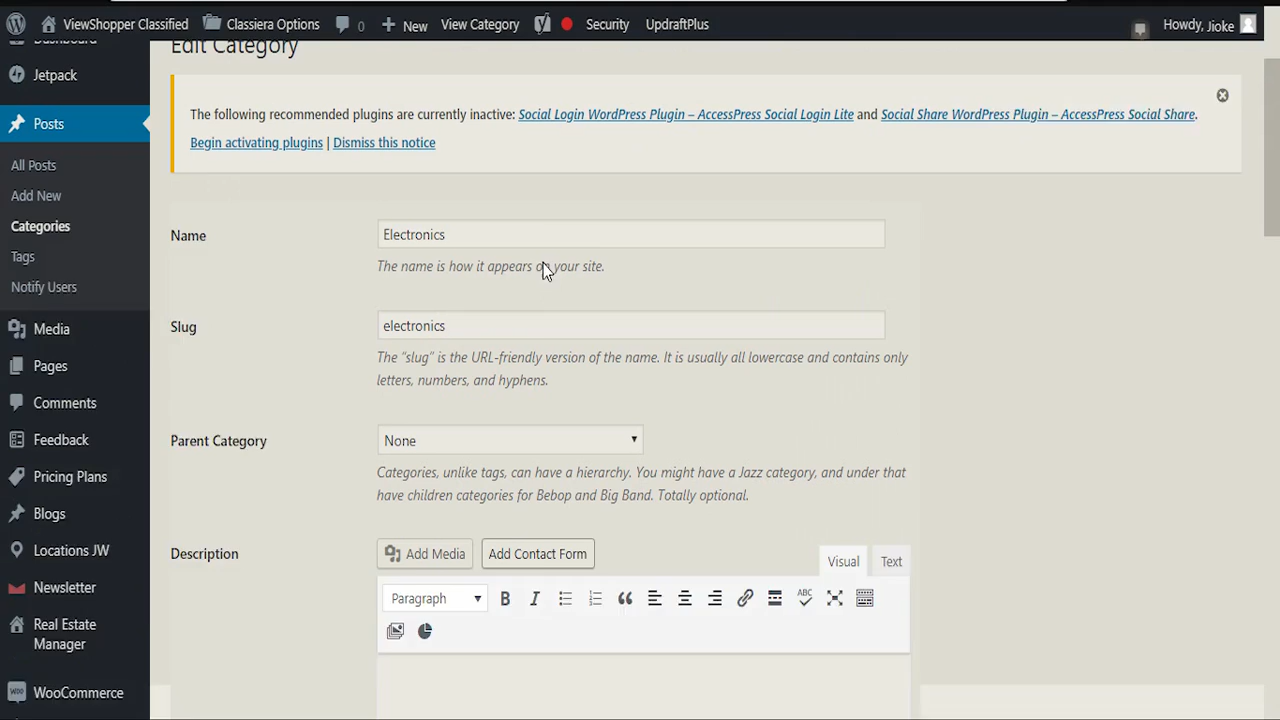 ViewShopper Classified Classiera Options 0 New View Category Security UpdraftPlus Howdy, Jioke
Dashboard
Jetpack
Posts
All Posts
Add New
Categories
Tags
Notify Users
Media
Pages
Comments
Feedback
Pricing Plans
Blogs
Locations JW
Newsletter
Real Estate
Manager
WooCommerce
Edit Category
The following recommended plugins are currently inactive: Social Login WordPress Plugin – AccessPress Social Login Lite and Social Share WordPress Plugin – AccessPress Social Share.
Begin activating plugins | Dismiss this notice
Name
Electronics
The name is how it appears on your site.
Slug
electronics
The “slug” is the URL-friendly version of the name. It is usually all lowercase and contains only
letters, numbers, and hyphens.
Parent Category
None
Categories, unlike tags, can have a hierarchy. You might have a Jazz category, and under that
have children categories for Bebop and Big Band. Totally optional.
Description
Add Media Add Contact Form
Visual Text
Paragraph B I ABC